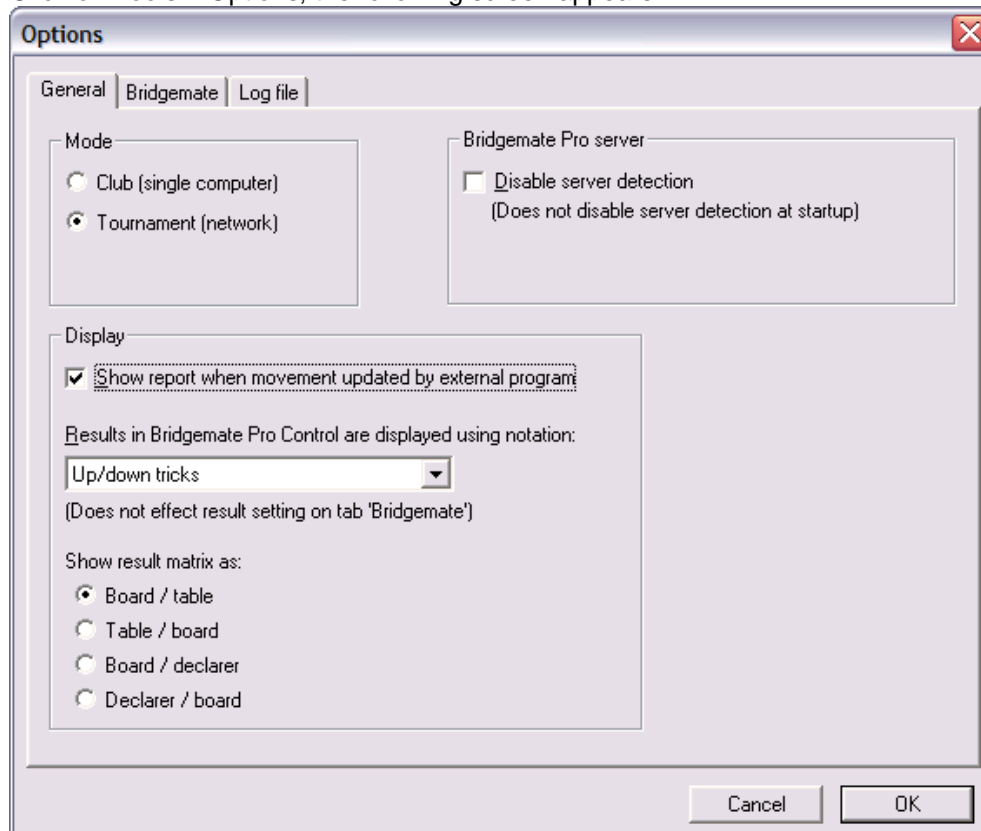 Options
General
Bridgemate
Log file
Mode
Club (single computer)
Tournament (network)
Bridgemate Pro server
Disable server detection
(Does not disable server detection at startup)
Display
Show report when movement updated by external program
Results in Bridgemate Pro Control are displayed using notation:
Up/down tricks
(Does not effect result setting on tab 'Bridgemate')
Show result matrix as:
Board / table
Table / board
Board / declarer
Declarer / board
Cancel
OK